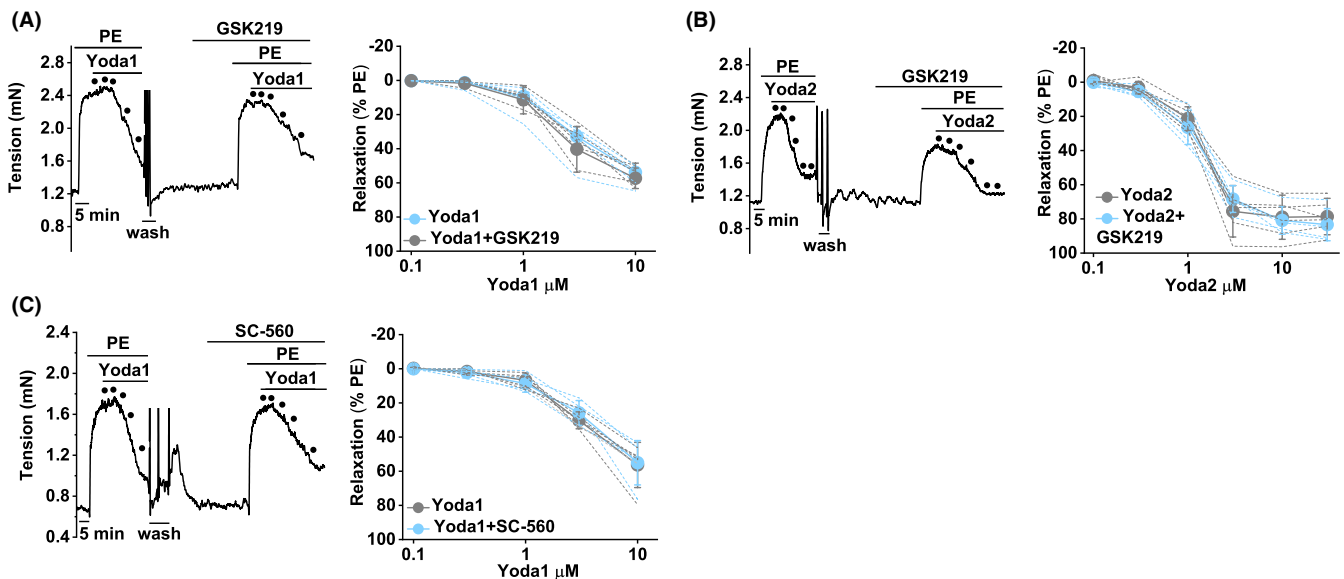 (A)
PE
Yoda1
GSK219
PE
Yoda1
Tension (mN)
2.8
2.4
2.0
1.6
1.2
0.8
5 min
wash
Relaxation (% PE)
-20
0
20
40
60
80
100
Yoda1
Yoda1+GSK219
0.1
1
10
Yoda1 μM
(B)
PE
Yoda2
GSK219
PE
Yoda2
Tension (mN)
2.8
2.4
2.0
1.6
1.2
0.8
5 min
wash
Relaxation (% PE)
-20
0
20
40
60
80
100
Yoda2
Yoda2+
GSK219
0.1
1
10
Yoda2 μM
(C)
PE
Yoda1
SC-560
PE
Yoda1
Tension (mN)
2.4
2.0
1.6
1.2
0.8
0.4
5 min
wash
Relaxation (% PE)
-20
0
20
40
60
80
100
Yoda1
Yoda1+SC-560
0.1
1
10
Yoda1 μM